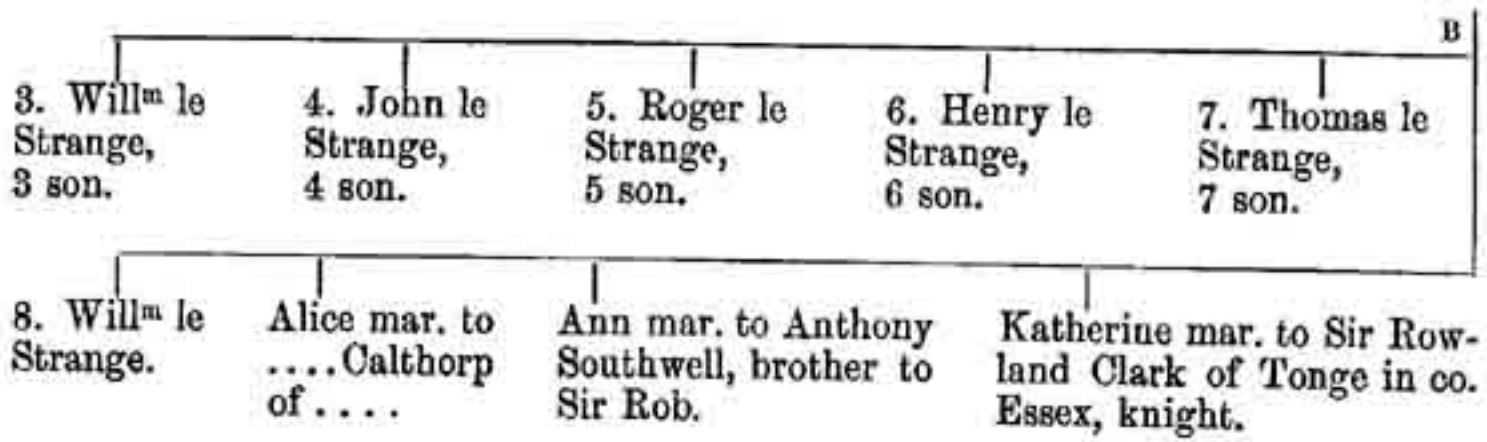 B
3. Willᵐ le
Strange,
3 son.
4. John le
Strange,
4 son.
5. Roger le
Strange,
5 son.
6. Henry le
Strange,
6 son.
7. Thomas le
Strange,
7 son.
8. Willᵐ le
Strange.
Alice mar. to
....Calthorp
of ....
Ann mar. to Anthony
Southwell, brother to
Sir Rob.
Katherine mar. to Sir Row-
land Clark of Tonge in co.
Essex, knight.